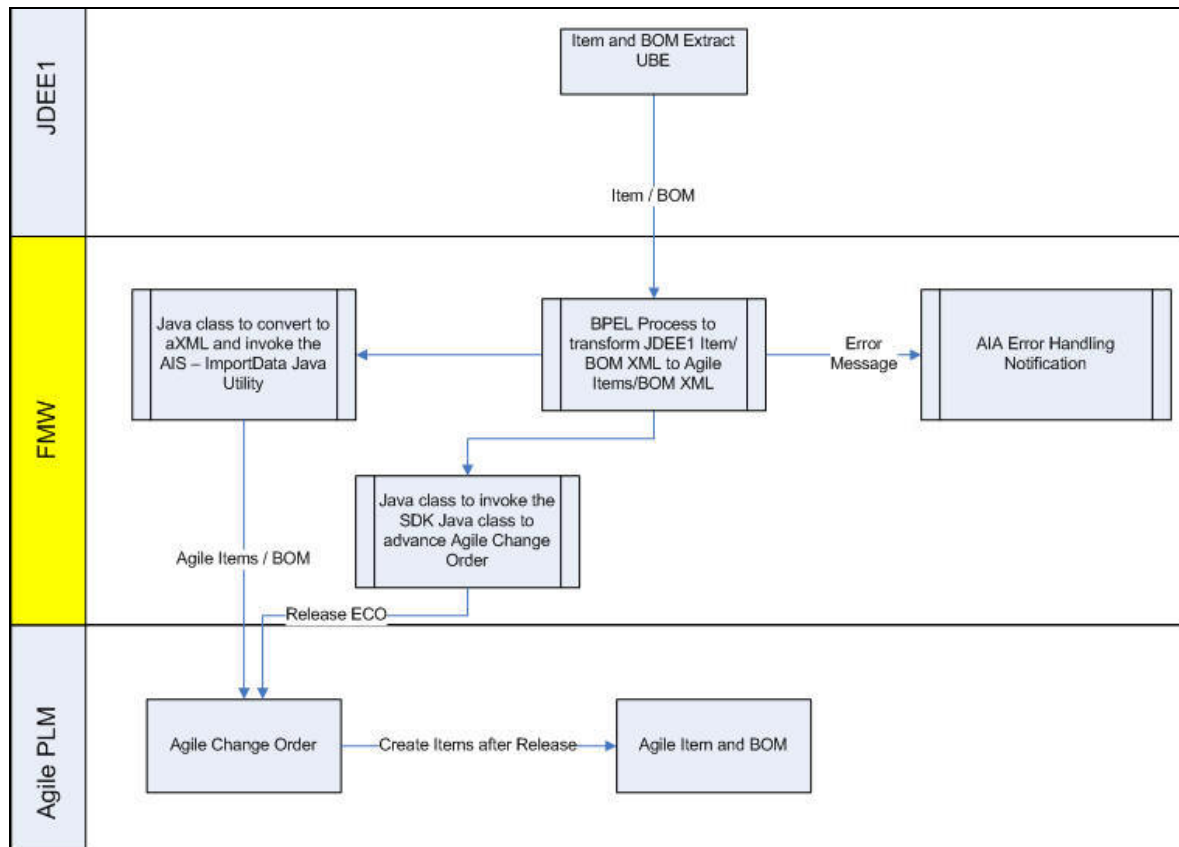 JDEE1
Item and BOM Extract
UBE
Item / BOM
FMW
Java class to convert to
aXML and invoke the
AIS – ImportData Java
Utility
BPEL Process to
transform JDEE1 Item/
BOM XML to Agile
Items/BOM XML
Error
Message
AIA Error Handling
Notification
Java class to invoke the
SDK Java class to
advance Agile Change
Order
Agile Items / BOM
Release ECO
Agile PLM
Agile Change Order
Create Items after Release
Agile Item and BOM